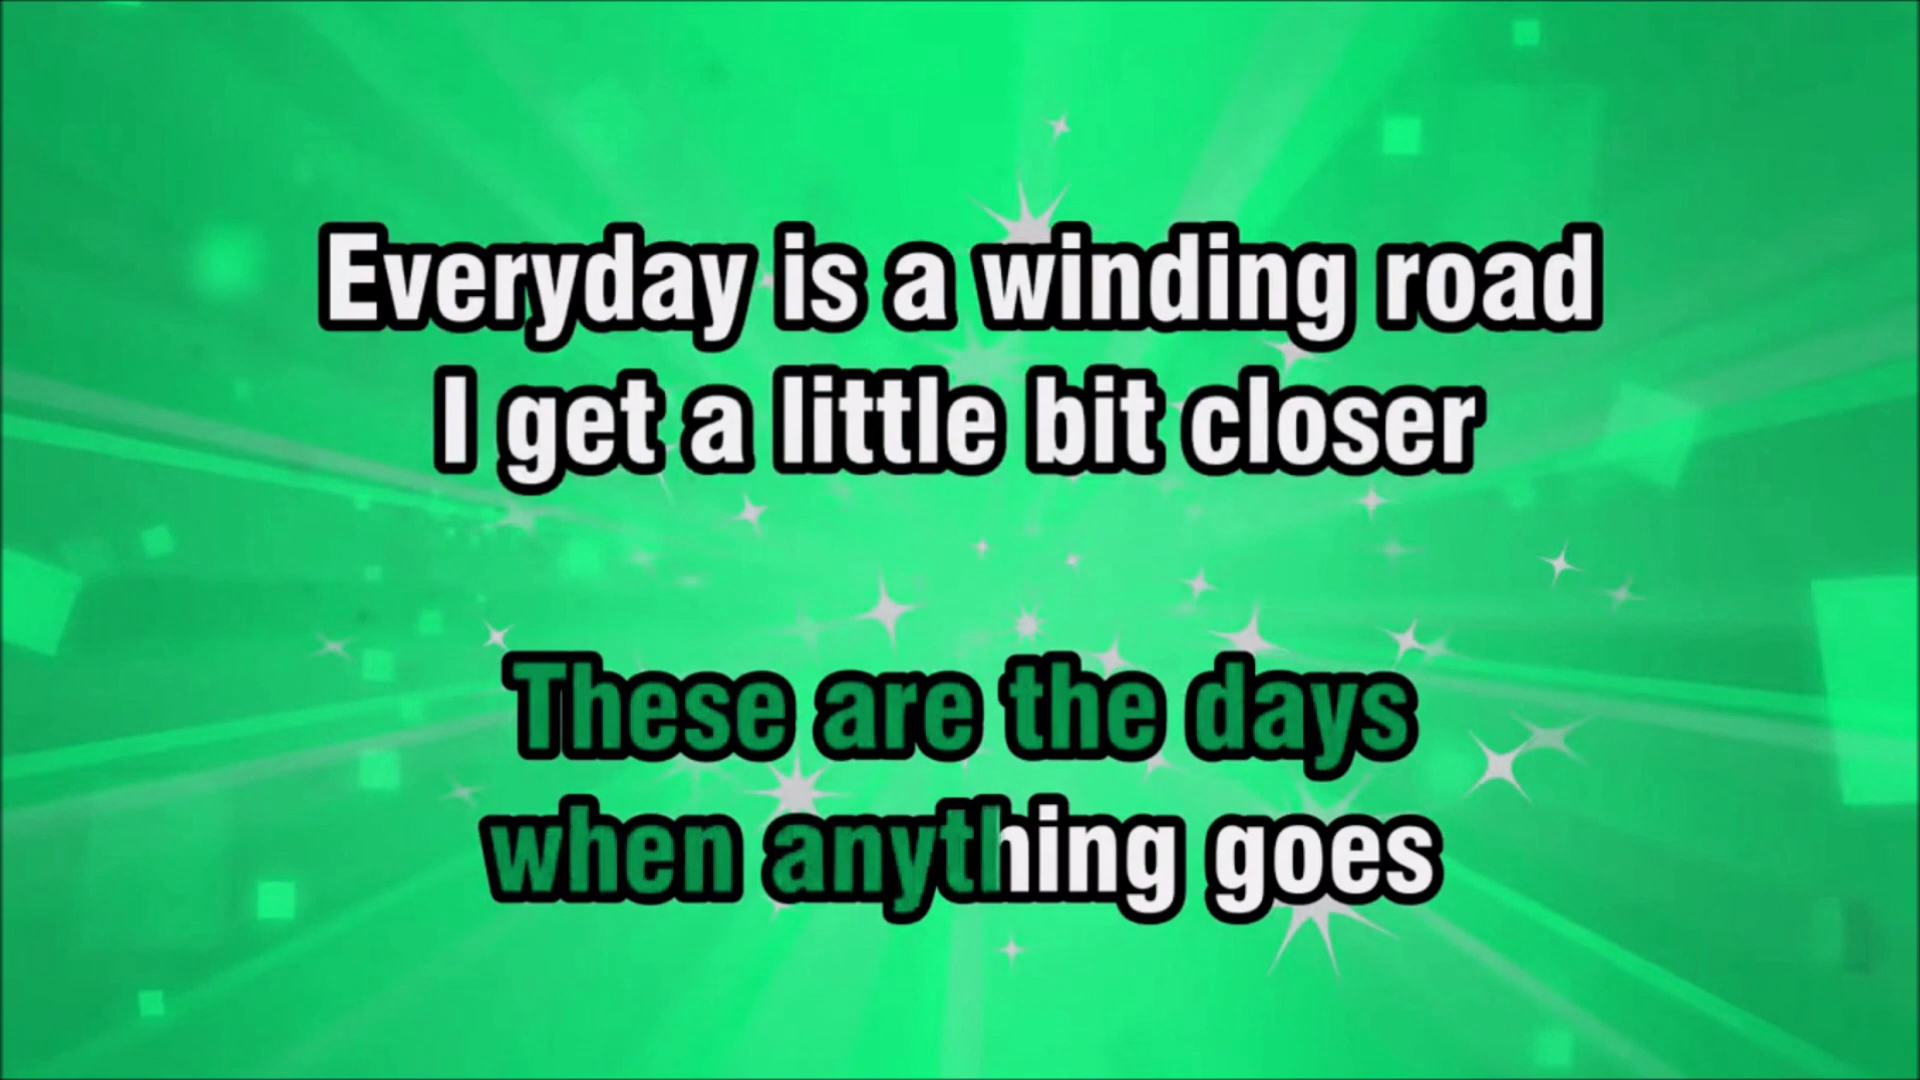 Everyday is a winding road
I get a little bit closer
These are the days
when anything goes